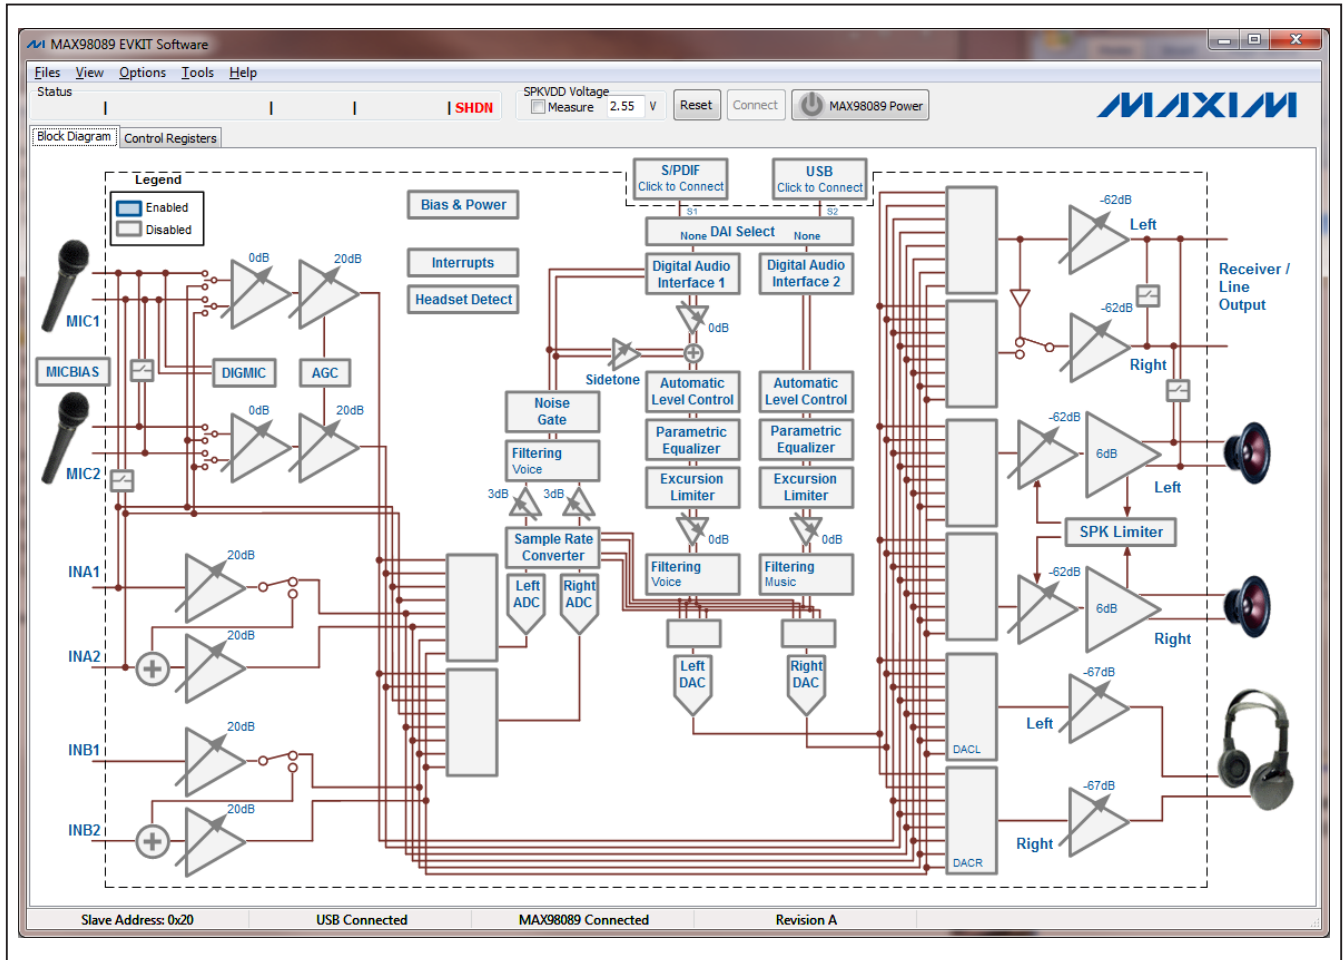 MAX98089 EVKIT Software
Files View Options Tools Help
Status
SHDN
SPKVDD Voltage
Measure 2.55 V
Reset
Connect
MAX98089 Power
MAXIM
Block Diagram
Control Registers
Legend
Enabled
Disabled
Bias & Power
Interrupts
Headset Detect
S/PDIF
Click to Connect
USB
Click to Connect
S1
S2
None DAI Select None
Digital Audio
Interface 1
Digital Audio
Interface 2
0dB
Sidetone
Automatic
Level Control
Automatic
Level Control
Parametric
Equalizer
Parametric
Equalizer
Excursion
Limiter
Excursion
Limiter
0dB
0dB
Filtering
Voice
Filtering
Music
Left
DAC
Right
DAC
Noise
Gate
Filtering
Voice
3dB
3dB
Sample Rate
Converter
Left
ADC
Right
ADC
MIC1
0dB
20dB
MICBIAS
DIGMIC
AGC
0dB
20dB
MIC2
INA1
20dB
INA2
20dB
INB1
20dB
INB2
20dB
-62dB
Left
Receiver /
Line
Output
-62dB
Right
-62dB
6dB
Left
SPK Limiter
-62dB
6dB
Right
-67dB
Left
DACL
-67dB
Right
DACR
Slave Address: 0x20
USB Connected
MAX98089 Connected
Revision A